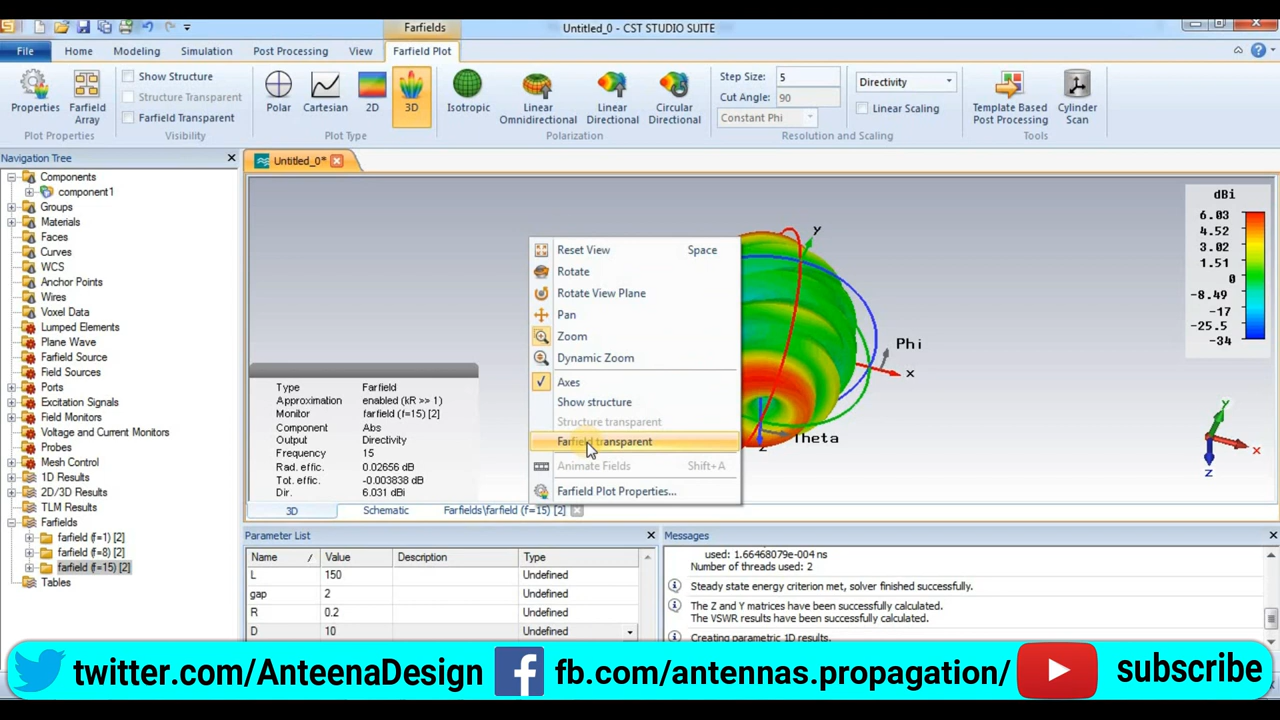 Farfields
Untitled_0 - CST STUDIO SUITE
File
Home
Modeling
Simulation
Post Processing
View
Farfield Plot
Properties
Farfield Array
Plot Properties
Show Structure
Structure Transparent
Farfield Transparent
Visibility
Polar
Cartesian
2D
3D
Plot Type
Isotropic
Linear Omnidirectional
Linear Directional
Circular Directional
Polarization
Step Size: 5
Cut Angle: 90
Constant Phi
Directivity
Linear Scaling
Resolution and Scaling
Template Based Post Processing
Cylinder Scan
Tools
Navigation Tree
Components
component1
Groups
Materials
Faces
Curves
WCS
Anchor Points
Wires
Voxel Data
Lumped Elements
Plane Wave
Farfield Source
Field Sources
Ports
Excitation Signals
Field Monitors
Voltage and Current Monitors
Probes
Mesh Control
1D Results
2D/3D Results
TLM Results
Farfields
farfield (f=1) [2]
farfield (f=8) [2]
farfield (f=15) [2]
Tables
Untitled_0*
Reset View Space
Rotate
Rotate View Plane
Pan
Zoom
Dynamic Zoom
Axes
Show structure
Structure transparent
Farfield transparent
Animate Fields Shift+A
Farfield Plot Properties...
Type Farfield
Approximation enabled (kR >> 1)
Monitor farfield (f=15) [2]
Component Abs
Output Directivity
Frequency 15
Rad. effic. 0.02656 dB
Tot. effic. -0.003838 dB
Dir. 6.031 dBi
y
Phi
x
Theta
z
dBi
6.03
4.52
3.02
1.51
0
-8.49
-17
-25.5
-34
Y
x
Z
3D
Schematic
Farfields\farfield (f=15) [2]
Parameter List
Name / Value Description Type
L 150 Undefined
gap 2 Undefined
R 0.2 Undefined
D 10 Undefined
Messages
used: 1.66468079e-004 ns
Number of threads used: 2
Steady state energy criterion met, solver finished successfully.
The Z and Y matrices have been successfully calculated.
The VSWR results have been successfully calculated.
Creating parametric 1D results.
twitter.com/AnteenaDesign
fb.com/antennas.propagation/
subscribe